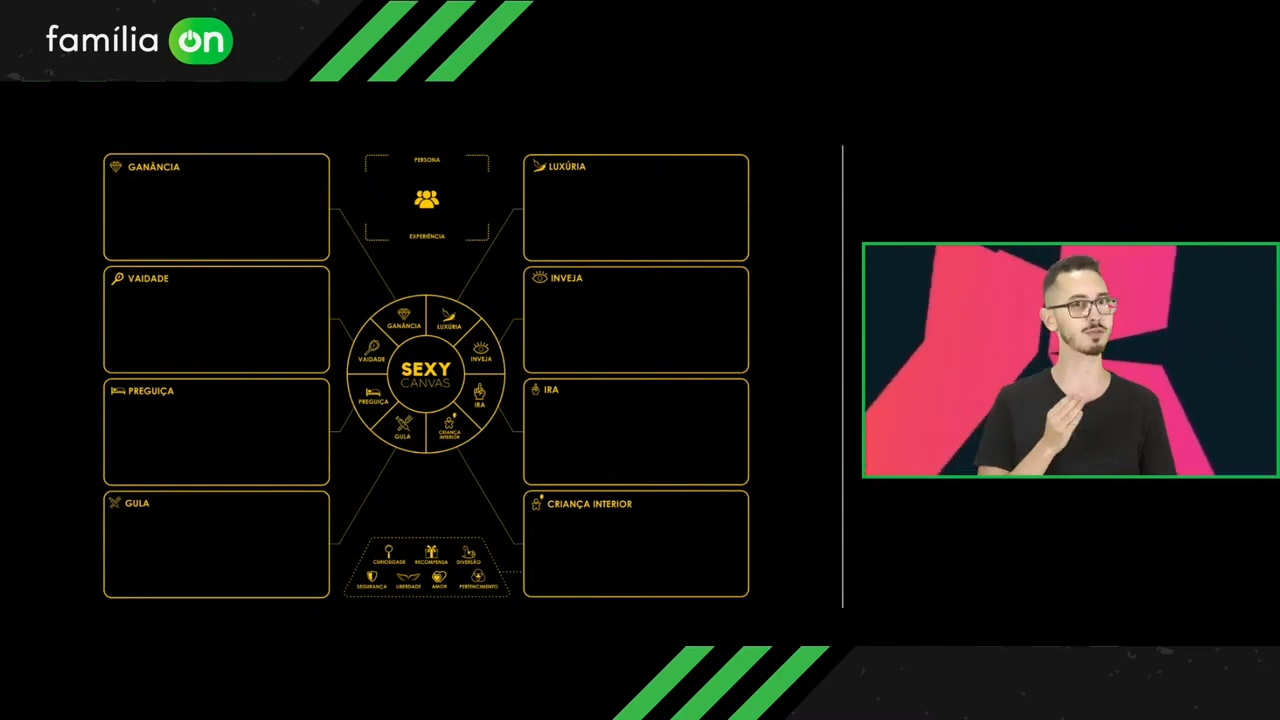 família on
GANÂNCIA
PERSONA
EXPERIÊNCIA
LUXÚRIA
VAIDADE
INVEJA
PREGUIÇA
IRA
GULA
CRIANÇA INTERIOR
GANÂNCIA
LUXÚRIA
VAIDADE
INVEJA
SEXY
CANVAS
PREGUIÇA
IRA
GULA
CRIANÇA
INTERIOR
CURIOSIDADE RECOMPENSA DIVERSÃO
SEGURANÇA LIBERDADE AMOR PERTENCIMENTO